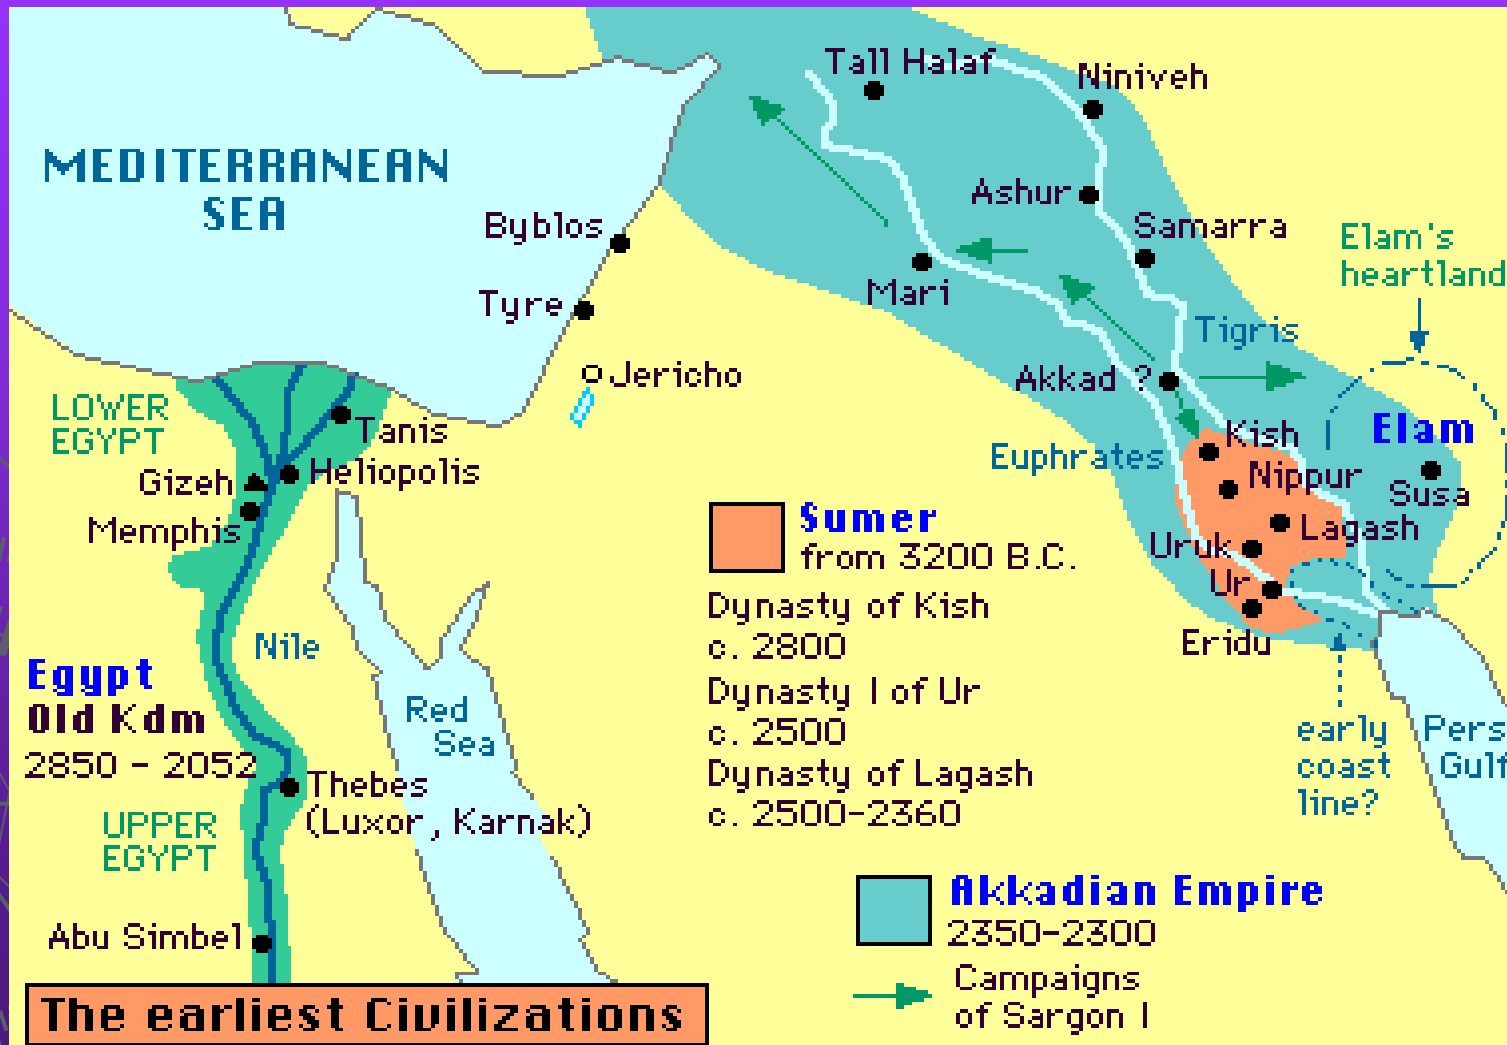 Tall Halaf
Niniveh
MEDITERRANEAN
SEA
Ashur
Byblos
Samarra
Elam's
heartland
Mari
Tyre
Tigris
Jericho
Akkad ?
LOWER
EGYPT
Tanis
Kish
Elam
Euphrates
Gizeh
Heliopolis
Nippur
Susa
Memphis
Lagash
Uruk
Ur
Eridu
Sumer
from 3200 B.C.
Dynasty of Kish
c. 2800
Dynasty I of Ur
c. 2500
Dynasty of Lagash
c. 2500-2360
Nile
Egypt
Old Kdm
2850 - 2052
Red
Sea
early
coast
line?
Pers
Gulf
Thebes
(Luxor, Karnak)
UPPER
EGYPT
Abu Simbel
Akkadian Empire
2350-2300
Campaigns
of Sargon I
The earliest Civilizations